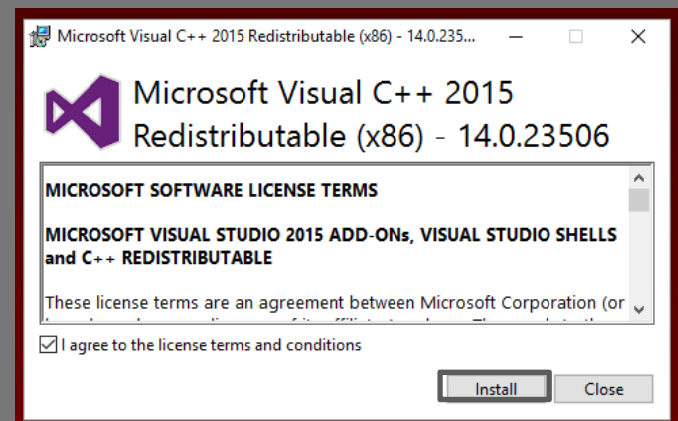 Microsoft Visual C++ 2015 Redistributable (x86) - 14.0.235...
Microsoft Visual C++ 2015
Redistributable (x86) - 14.0.23506
MICROSOFT SOFTWARE LICENSE TERMS
MICROSOFT VISUAL STUDIO 2015 ADD-ONs, VISUAL STUDIO SHELLS
and C++ REDISTRIBUTABLE
These license terms are an agreement between Microsoft Corporation (or
I agree to the license terms and conditions
Install Close